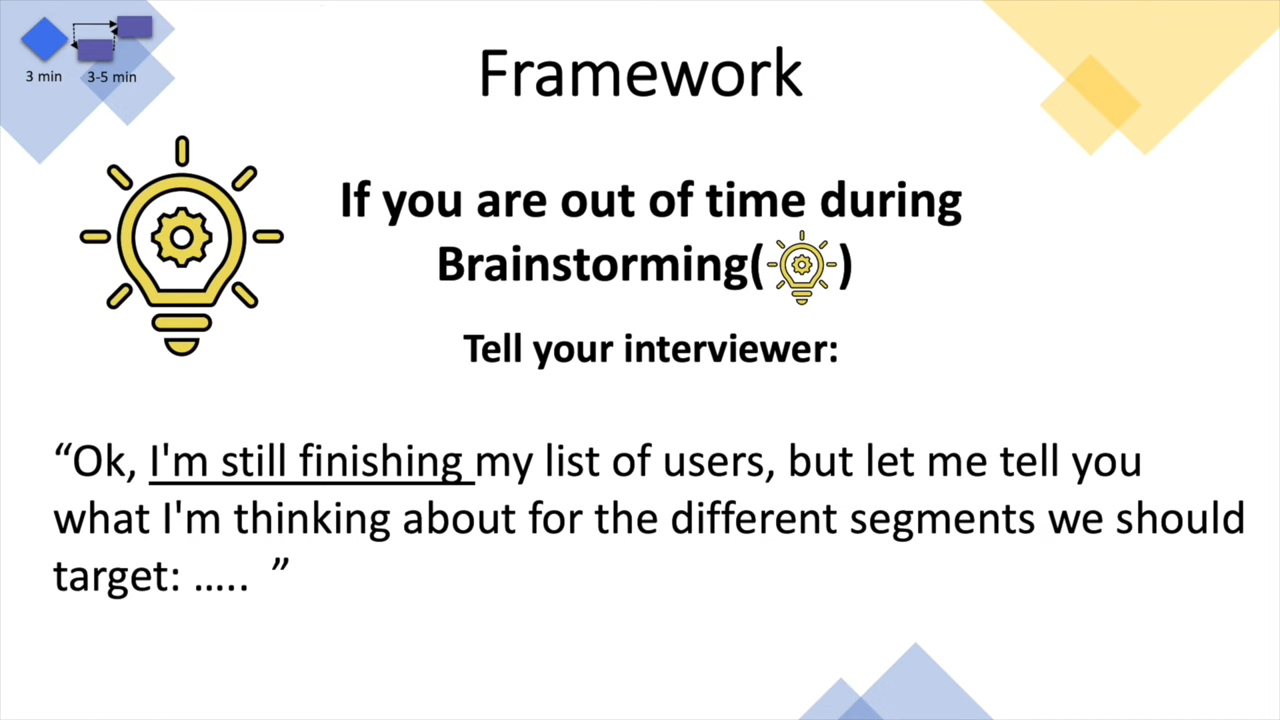 3 min 3-5 min
Framework
If you are out of time during
Brainstorming( )
Tell your interviewer:
“Ok, I'm still finishing my list of users, but let me tell you
what I'm thinking about for the different segments we should
target: ..... ”